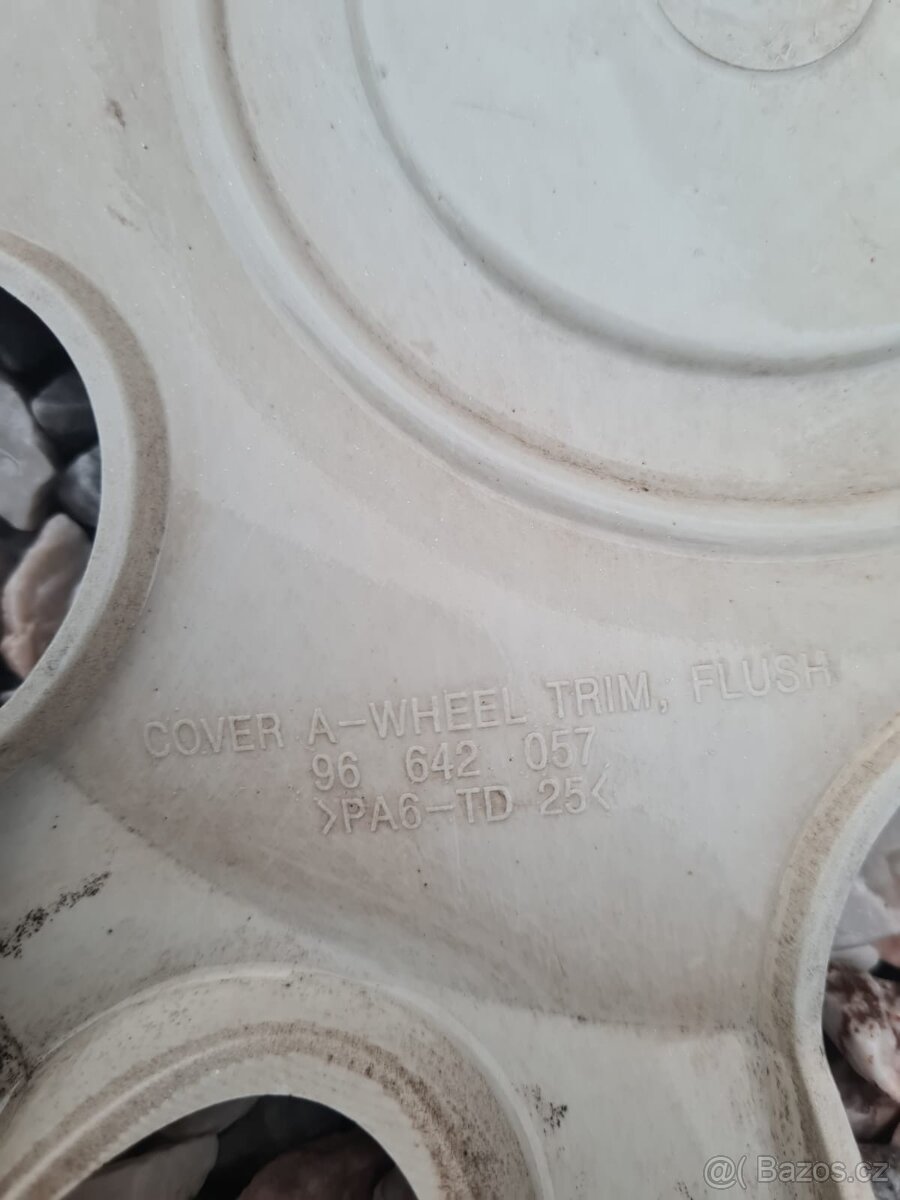 COVER A-WHEEL TRIM, FLUSH
96 642 057
>PA6-TD 25<
@( Bazos.cz